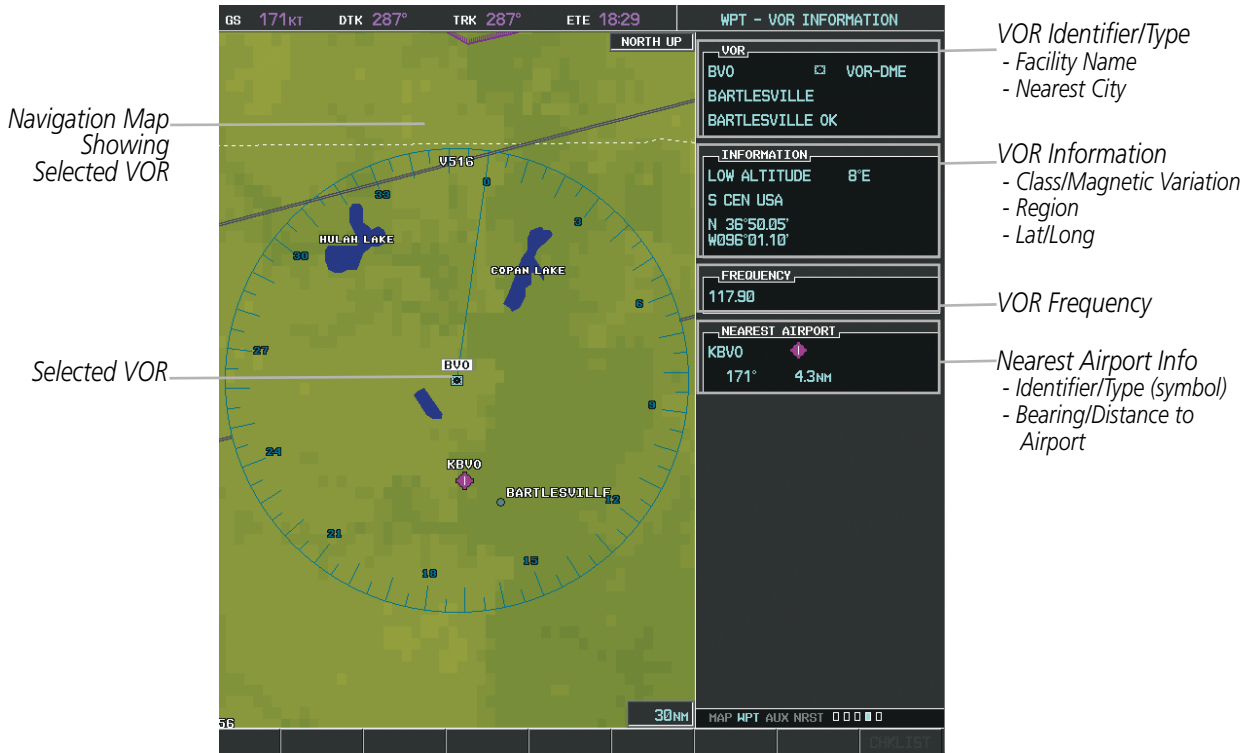 GS 171KT DTK 287° TRK 287° ETE 18:29 WPT - VOR INFORMATION
NORTH UP
Navigation Map
Showing
Selected VOR
Selected VOR
V516
33
0
3
HULAH LAKE
30
COPAN LAKE
6
27
BVO
9
24
KBVO
BARTLESVILLE
12
21
15
18
56
30NM
VOR
BVO VOR-DME
BARTLESVILLE
BARTLESVILLE OK
INFORMATION
LOW ALTITUDE 8°E
S CEN USA
N 36°50.05'
W096°01.10'
FREQUENCY
117.90
NEAREST AIRPORT
KBVO
171° 4.3NM
MAP WPT AUX NRST
CHKLIST
VOR Identifier/Type
- Facility Name
- Nearest City
VOR Information
- Class/Magnetic Variation
- Region
- Lat/Long
VOR Frequency
Nearest Airport Info
- Identifier/Type (symbol)
- Bearing/Distance to
Airport